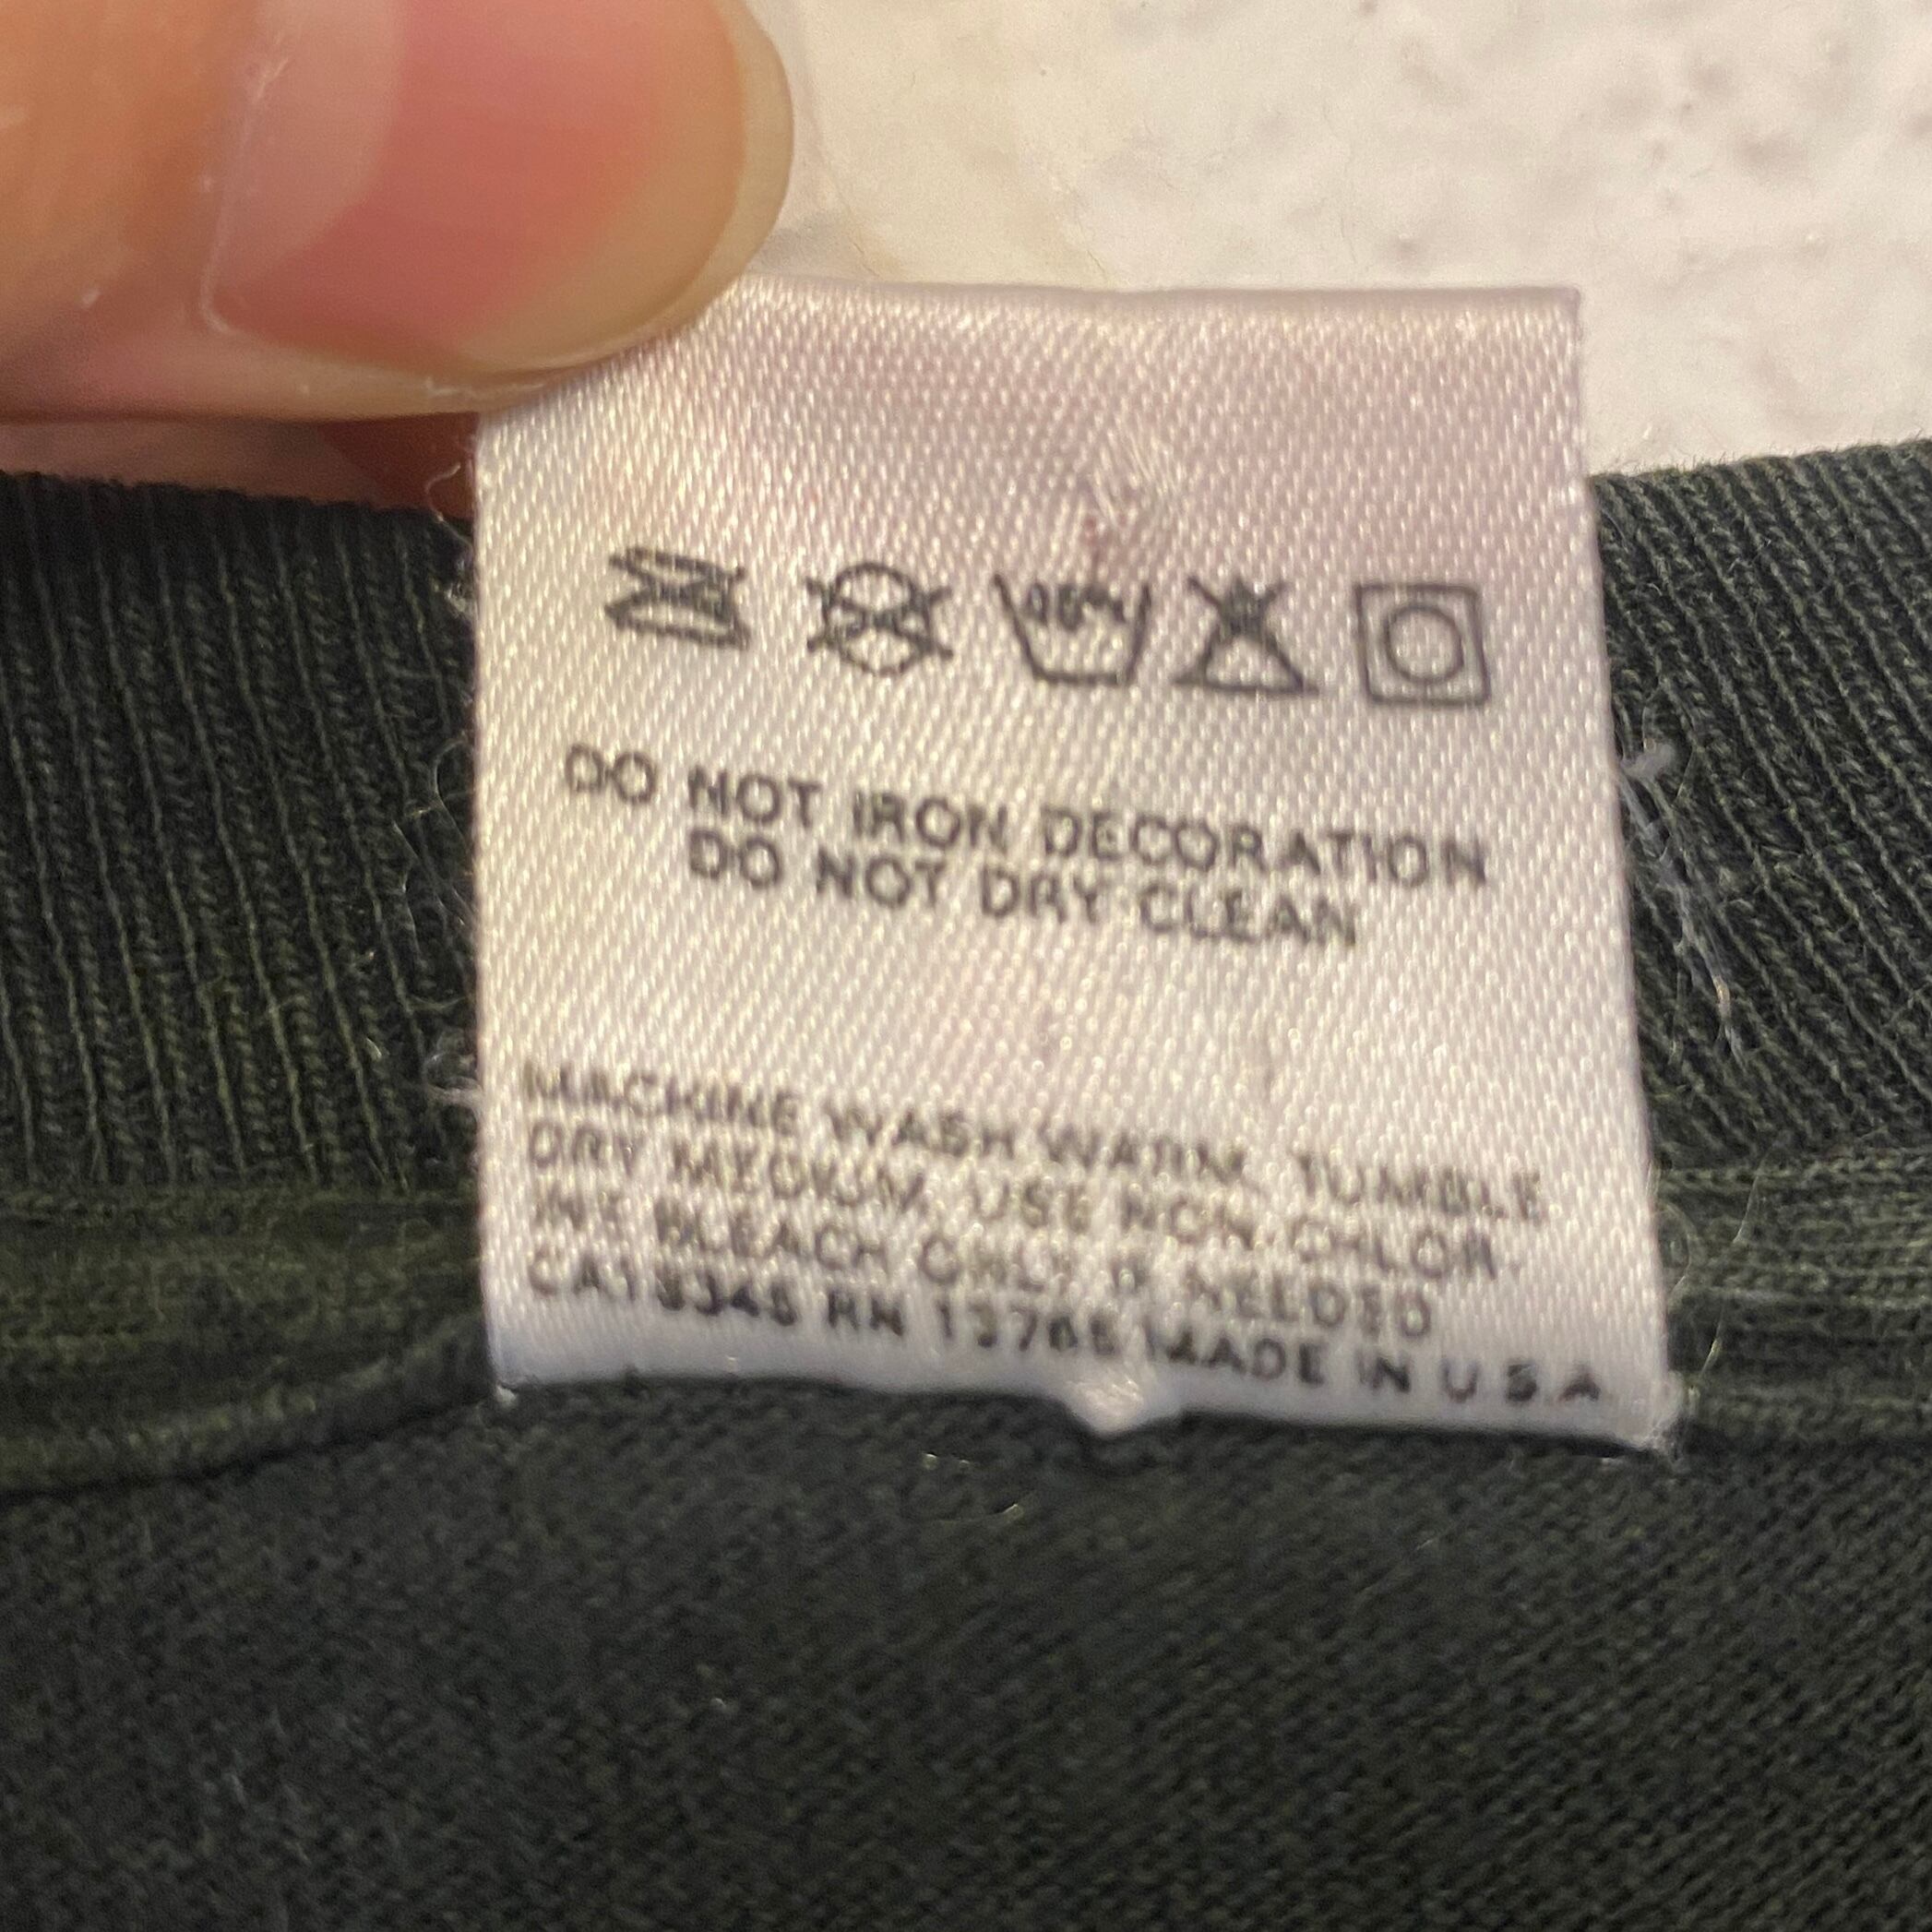 DO NOT IRON DECORATION
DO NOT DRY CLEAN
MACHINE WASH WARM, TUMBLE
DRY MEDIUM. USE NON-CHLOR-
INE BLEACH ONLY IF NEEDED
RN 13765 MADE IN U.S.A